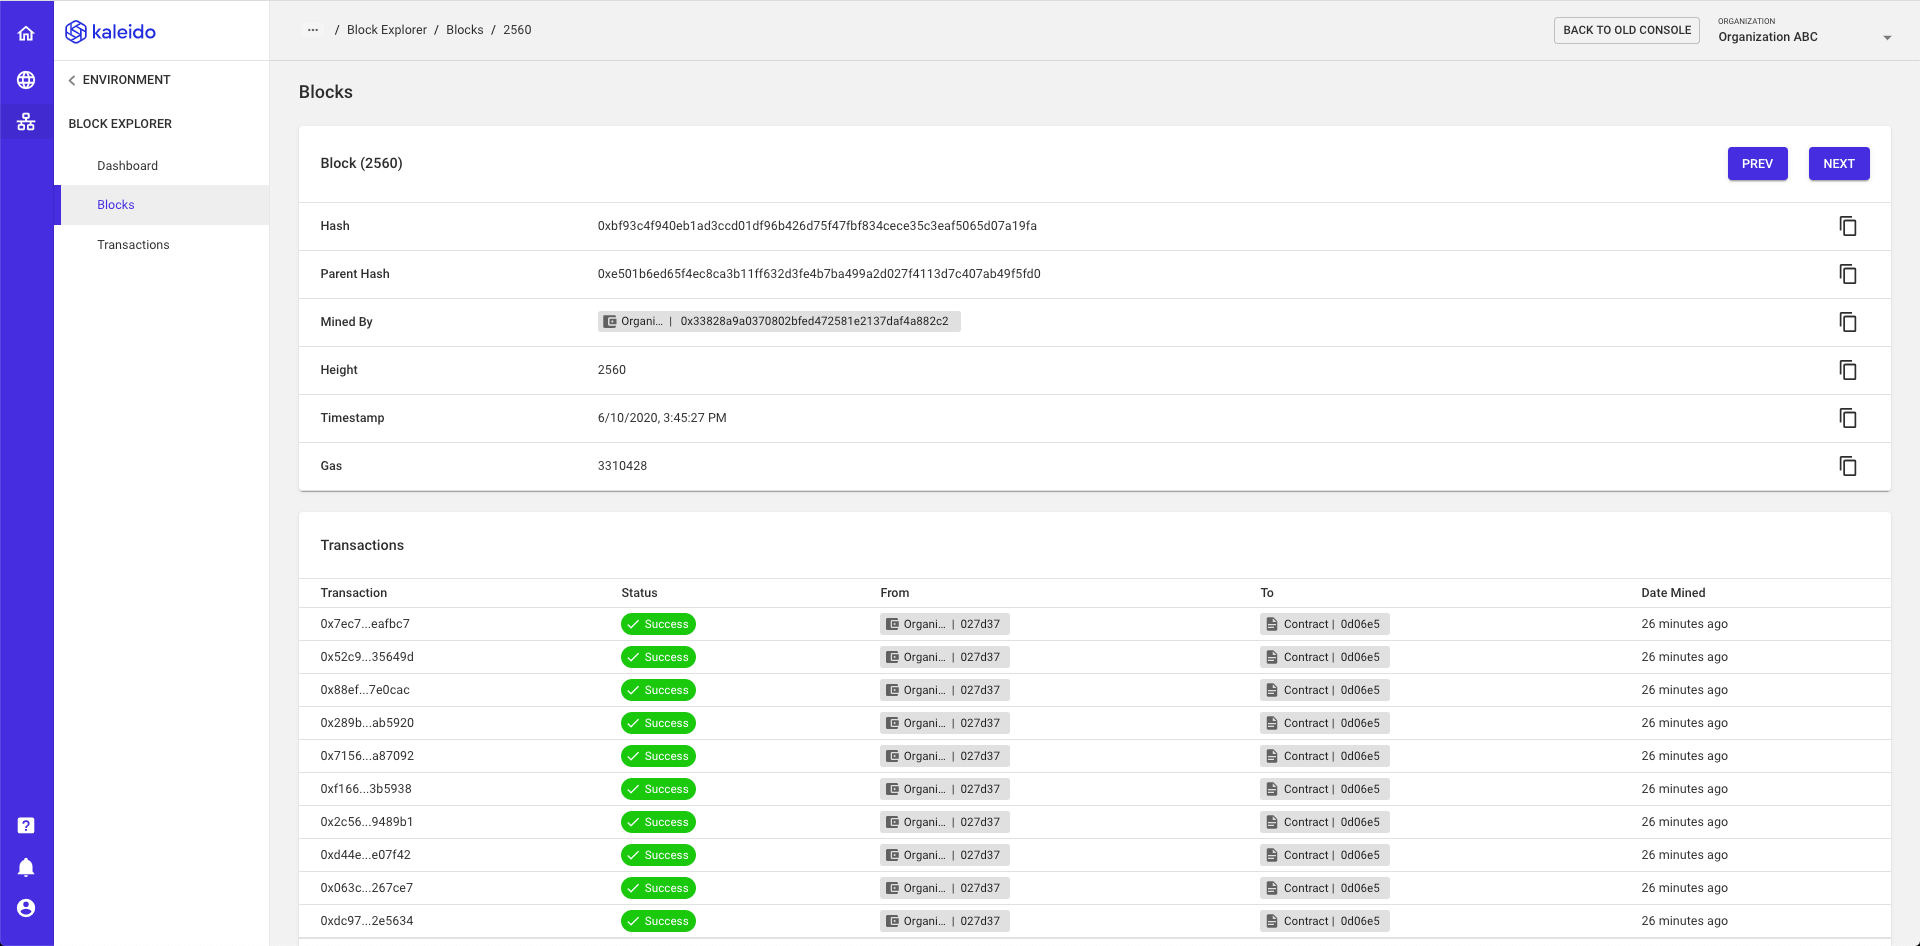 kaleido
ENVIRONMENT
BLOCK EXPLORER
Dashboard
Blocks
Transactions
?
... / Block Explorer / Blocks / 2560
BACK TO OLD CONSOLE
ORGANIZATION
Organization ABC
Blocks
Block (2560)
PREV NEXT
Hash 0xbf93c4f940eb1ad3ccd01df96b426d75f47fbf834cece35c3eaf5065d07a19fa
Parent Hash 0xe501b6ed65f4ec8ca3b11ff632d3fe4b7ba499a2d027f4113d7c407ab49f5fd0
Mined By Organi... | 0x33828a9a0370802bfed472581e2137daf4a882c2
Height 2560
Timestamp 6/10/2020, 3:45:27 PM
Gas 3310428
Transactions
Transaction Status From To Date Mined
0x7ec7...eafbc7 Success Organi... | 027d37 Contract | 0d06e5 26 minutes ago
0x52c9...35649d Success Organi... | 027d37 Contract | 0d06e5 26 minutes ago
0x88ef...7e0cac Success Organi... | 027d37 Contract | 0d06e5 26 minutes ago
0x289b...ab5920 Success Organi... | 027d37 Contract | 0d06e5 26 minutes ago
0x7156...a87092 Success Organi... | 027d37 Contract | 0d06e5 26 minutes ago
0xf166...3b5938 Success Organi... | 027d37 Contract | 0d06e5 26 minutes ago
0x2c56...9489b1 Success Organi... | 027d37 Contract | 0d06e5 26 minutes ago
0xd44e...e07f42 Success Organi... | 027d37 Contract | 0d06e5 26 minutes ago
0x063c...267ce7 Success Organi... | 027d37 Contract | 0d06e5 26 minutes ago
0xdc97...2e5634 Success Organi... | 027d37 Contract | 0d06e5 26 minutes ago